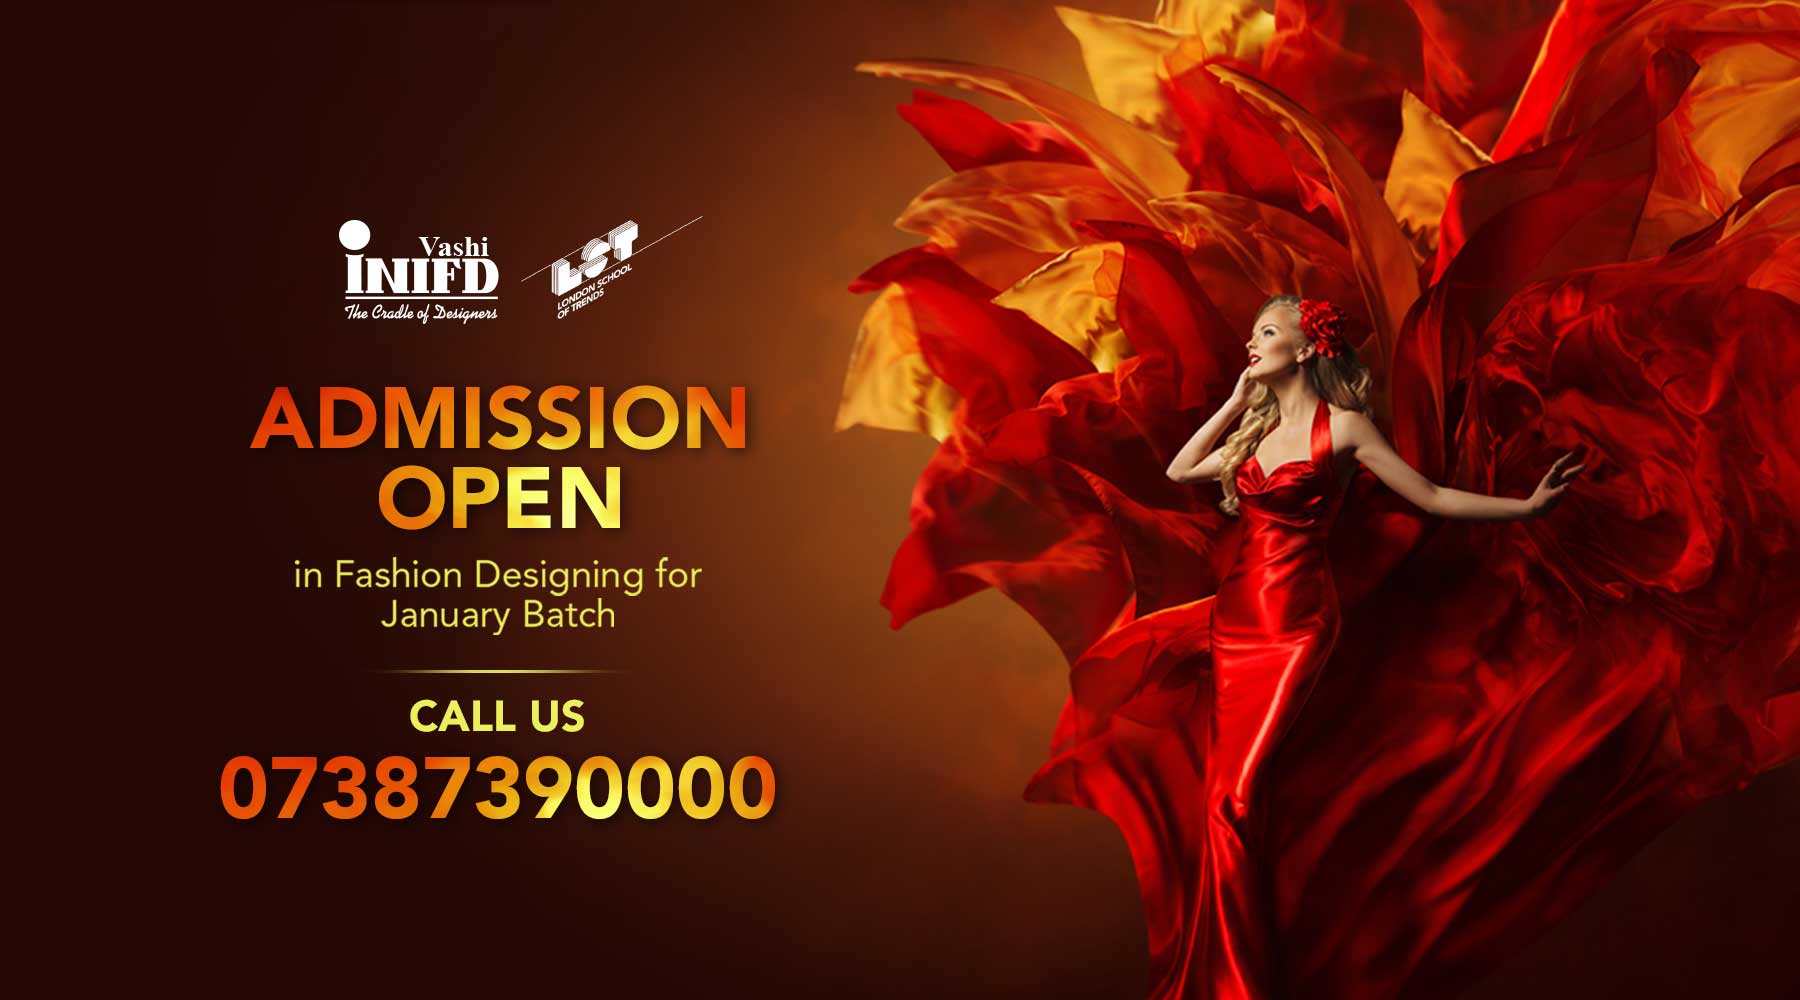 Vashi
iNIFD
The Cradle of Designers
LST
LONDON SCHOOL
OF TRENDS
ADMISSION
OPEN
in Fashion Designing for
January Batch
CALL US
07387390000